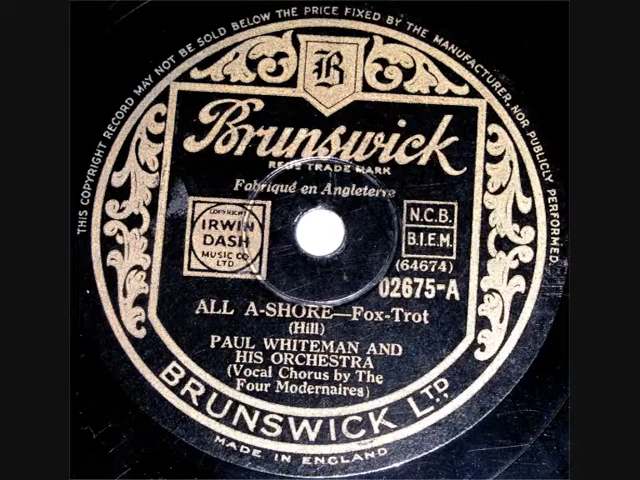 THIS COPYRIGHT RECORD MAY NOT BE SOLD BELOW THE PRICE FIXED BY THE MANUFACTURER, NOR PUBLICLY PERFORMED
B
Brunswick
REGD TRADE MARK
Fabriqué en Angleterre
COPYRIGHT
IRWIN
DASH
MUSIC CO
LTD.
N.C.B.
B.I.E.M.
(64674)
02675-A
ALL A-SHORE—Fox-Trot
(Hill)
PAUL WHITEMAN AND
HIS ORCHESTRA
(Vocal Chorus by The
Four Modernaires)
BRUNSWICK LTD.
MADE IN ENGLAND